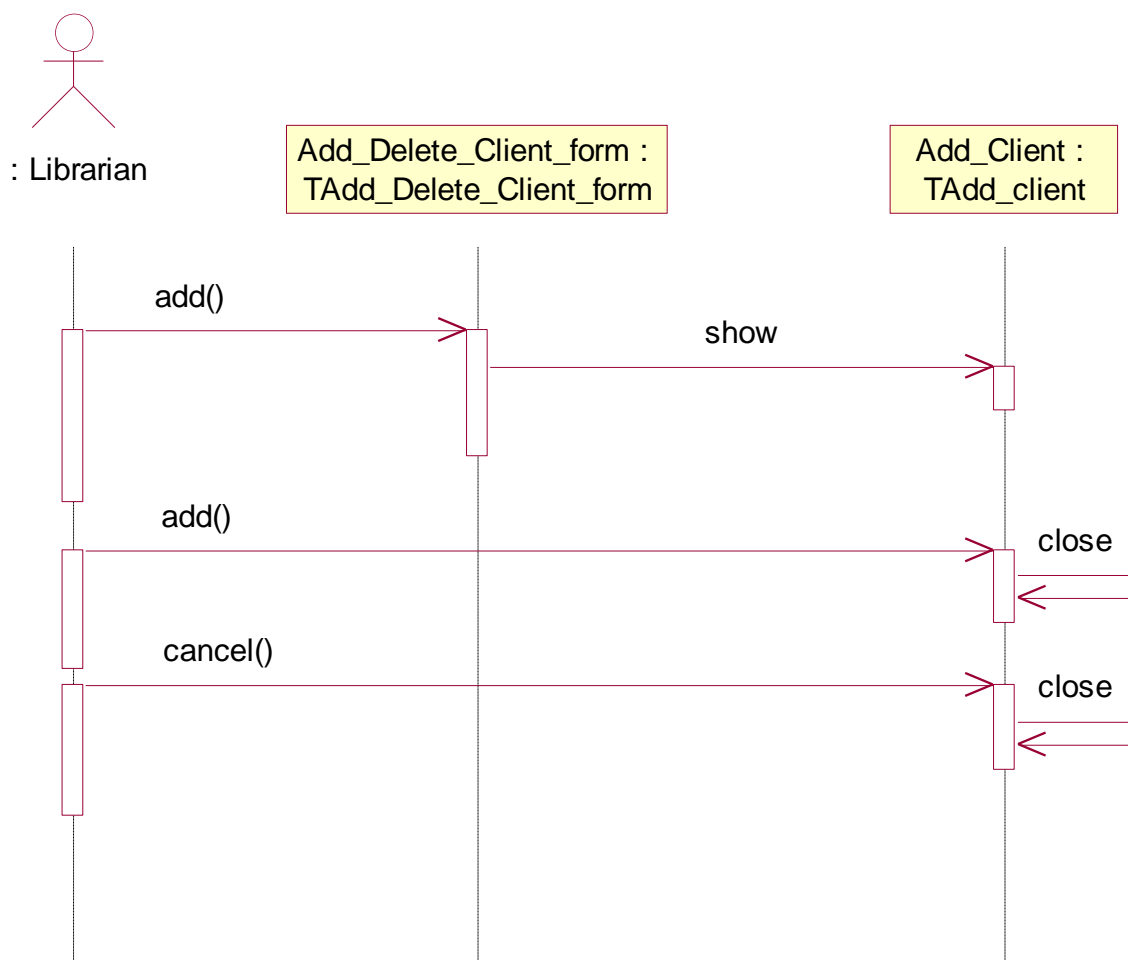 : Librarian
Add_Delete_Client_form :
TAdd_Delete_Client_form
Add_Client :
TAdd_client
add()
show
add()
close
cancel()
close